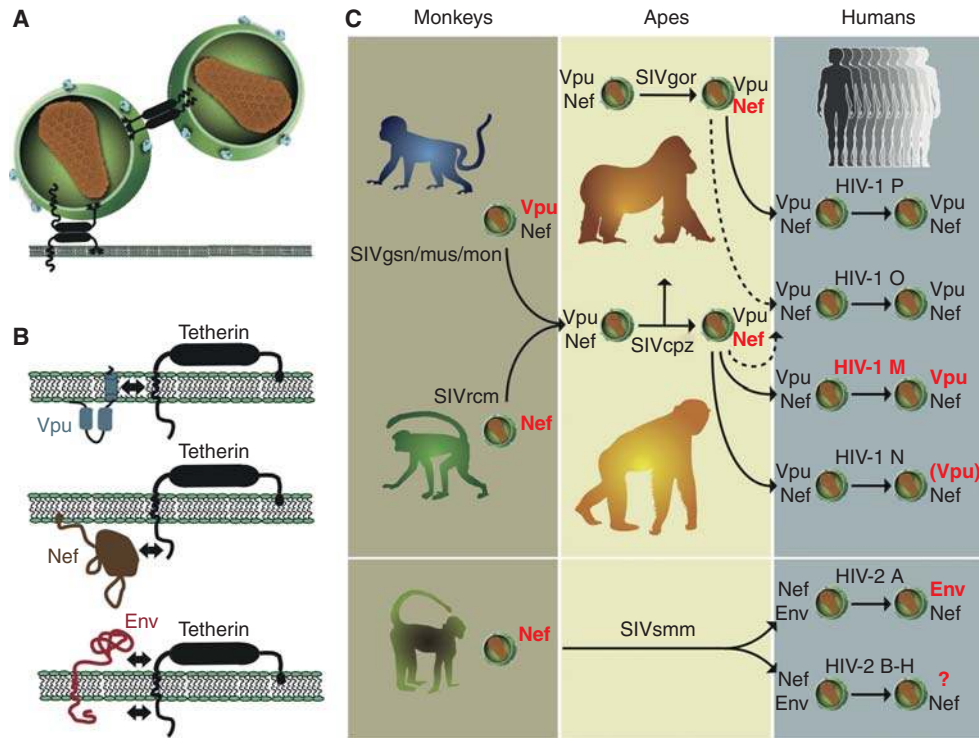 A
B
Tetherin
Vpu
Tetherin
Nef
Env
Tetherin
C
Monkeys
Apes
Humans
Vpu
Nef
SIVgsn/mus/mon
SIVrcm
Nef
Vpu
Nef
SIVgor
Vpu
Nef
Vpu
Nef
SIVcpz
Vpu
Nef
Vpu
Nef
HIV-1 P
Vpu
Nef
Vpu
Nef
HIV-1 O
Vpu
Nef
Vpu
Nef
HIV-1 M
Vpu
Nef
Vpu
Nef
HIV-1 N
(Vpu)
Nef
Nef
SIVsmm
Nef
Env
HIV-2 A
Env
Nef
Nef
Env
HIV-2 B-H
?
Nef